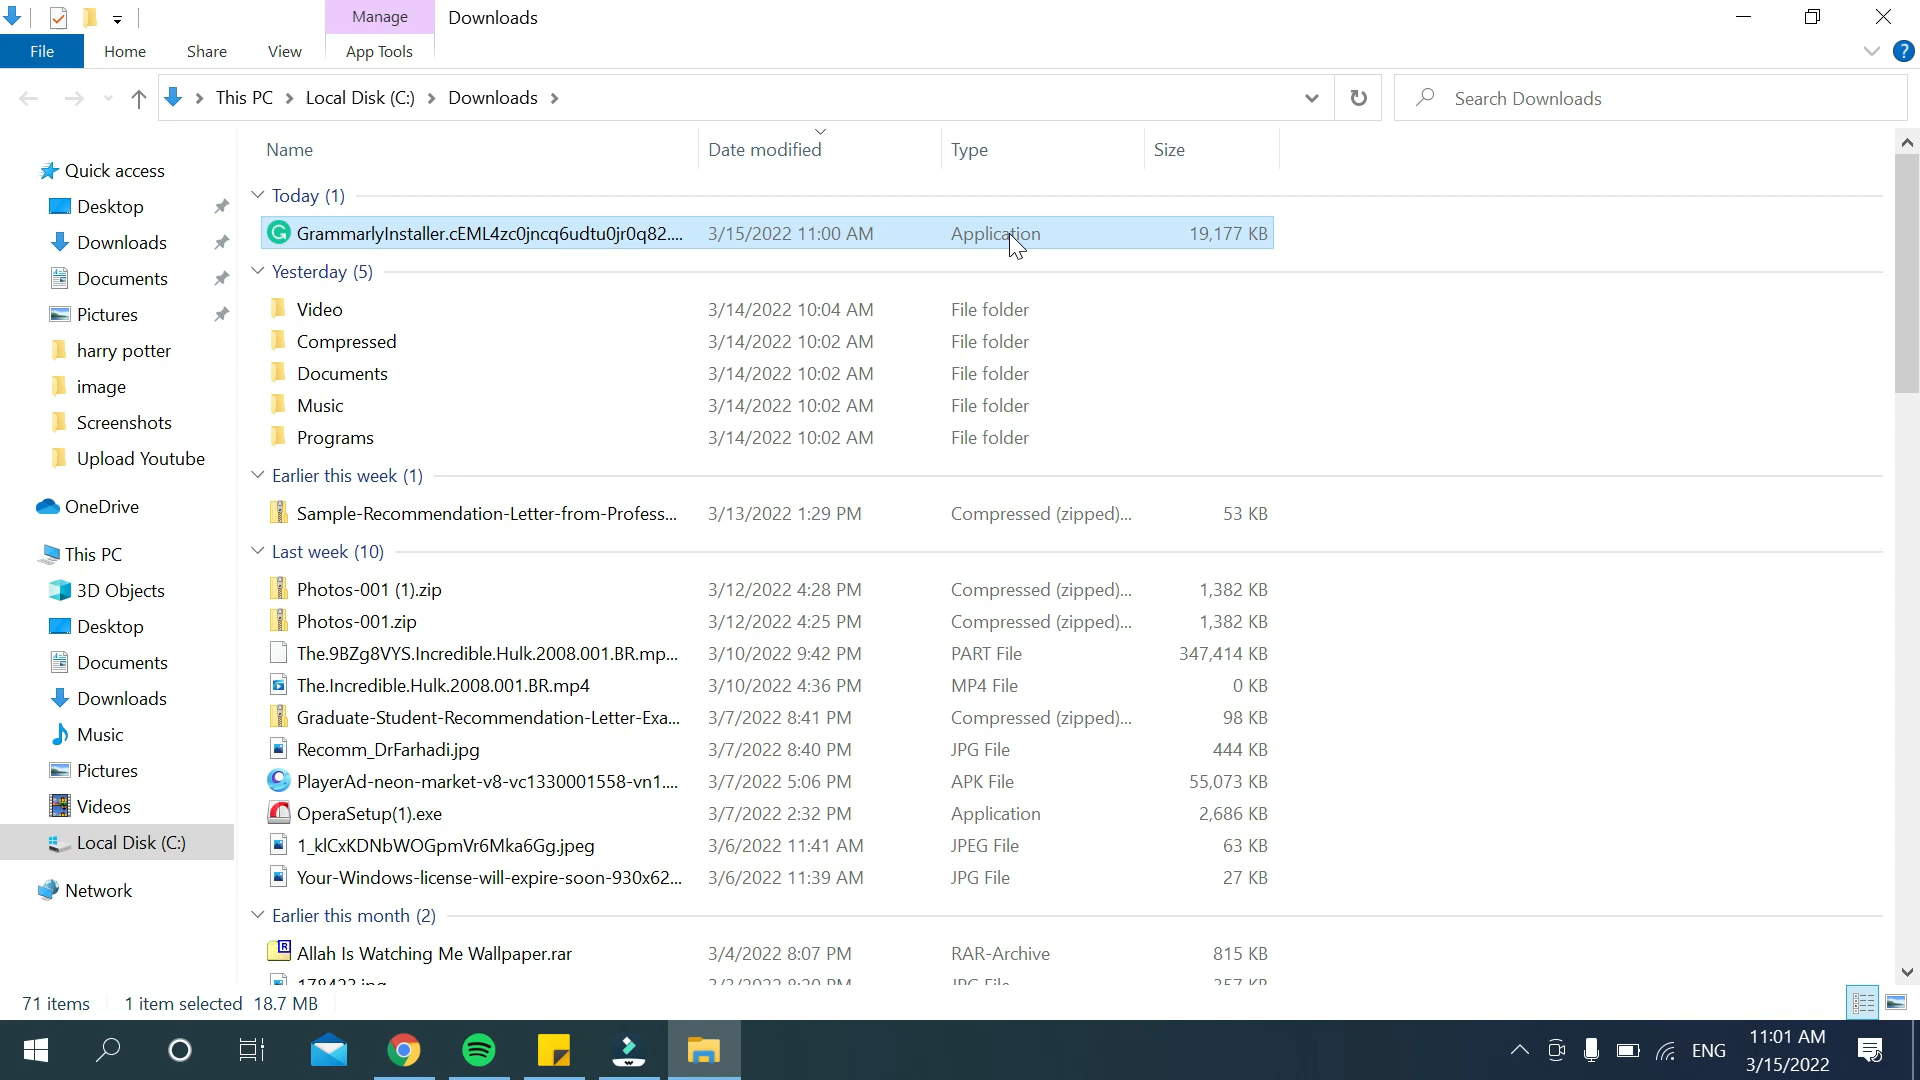 Manage Downloads
File Home Share View App Tools
This PC Local Disk (C:) Downloads Search Downloads
Name Date modified Type Size
Quick access
Desktop
Downloads
Documents
Pictures
harry potter
image
Screenshots
Upload Youtube
OneDrive
This PC
3D Objects
Desktop
Documents
Downloads
Music
Pictures
Videos
Local Disk (C:)
Network
Today (1)
GrammarlyInstaller.cEML4zc0jncq6udtu0jr0q82.... 3/15/2022 11:00 AM Application 19,177 KB
Yesterday (5)
Video 3/14/2022 10:04 AM File folder
Compressed 3/14/2022 10:02 AM File folder
Documents 3/14/2022 10:02 AM File folder
Music 3/14/2022 10:02 AM File folder
Programs 3/14/2022 10:02 AM File folder
Earlier this week (1)
Sample-Recommendation-Letter-from-Profess... 3/13/2022 1:29 PM Compressed (zipped)... 53 KB
Last week (10)
Photos-001 (1).zip 3/12/2022 4:28 PM Compressed (zipped)... 1,382 KB
Photos-001.zip 3/12/2022 4:25 PM Compressed (zipped)... 1,382 KB
The.9BZg8VYS.Incredible.Hulk.2008.001.BR.mp... 3/10/2022 9:42 PM PART File 347,414 KB
The.Incredible.Hulk.2008.001.BR.mp4 3/10/2022 4:36 PM MP4 File 0 KB
Graduate-Student-Recommendation-Letter-Exa... 3/7/2022 8:41 PM Compressed (zipped)... 98 KB
Recomm_DrFarhadi.jpg 3/7/2022 8:40 PM JPG File 444 KB
PlayerAd-neon-market-v8-vc1330001558-vn1.... 3/7/2022 5:06 PM APK File 55,073 KB
OperaSetup(1).exe 3/7/2022 2:32 PM Application 2,686 KB
1_klCxKDNbWOGpmVr6Mka6Gg.jpeg 3/6/2022 11:41 AM JPEG File 63 KB
Your-Windows-license-will-expire-soon-930x62... 3/6/2022 11:39 AM JPG File 27 KB
Earlier this month (2)
Allah Is Watching Me Wallpaper.rar 3/4/2022 8:07 PM RAR-Archive 815 KB
71 items 1 item selected 18.7 MB
ENG 11:01 AM
3/15/2022